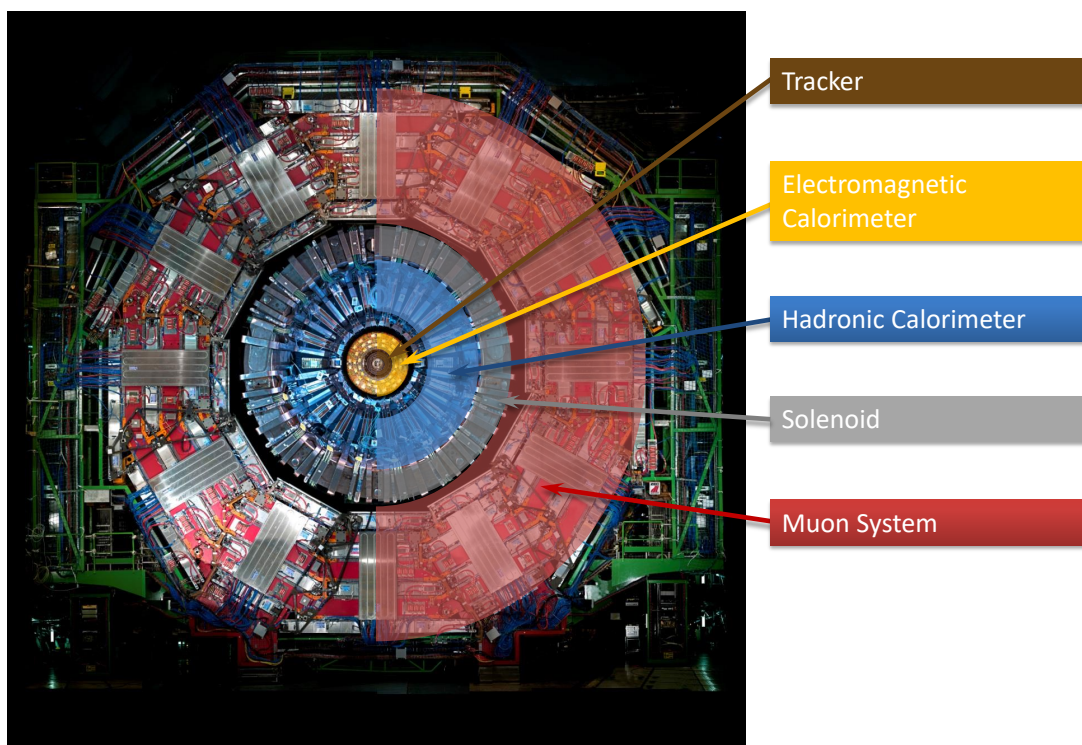 Tracker
Electromagnetic
Calorimeter
Hadronic Calorimeter
Solenoid
Muon System